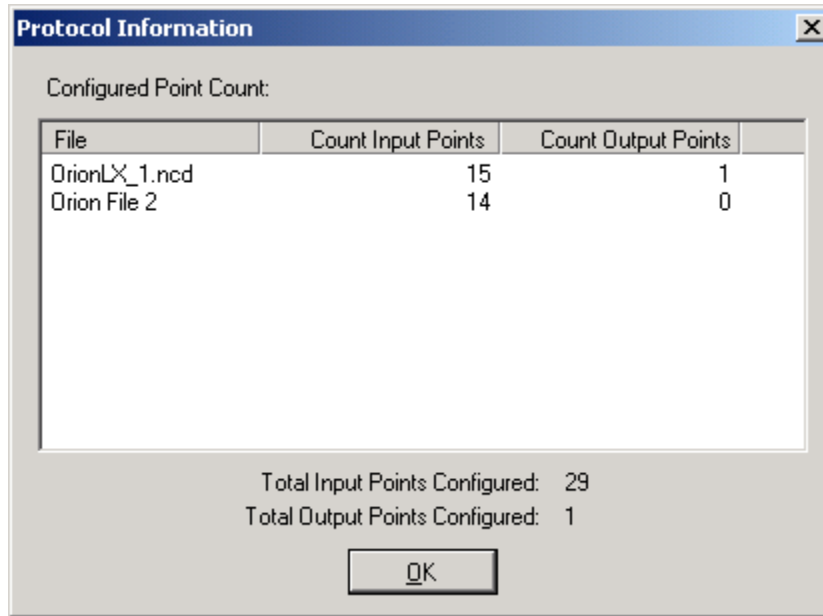 Protocol Information
Configured Point Count:
File Count Input Points Count Output Points
OrionLX_1.ncd 15 1
Orion File 2 14 0
Total Input Points Configured: 29
Total Output Points Configured: 1
OK